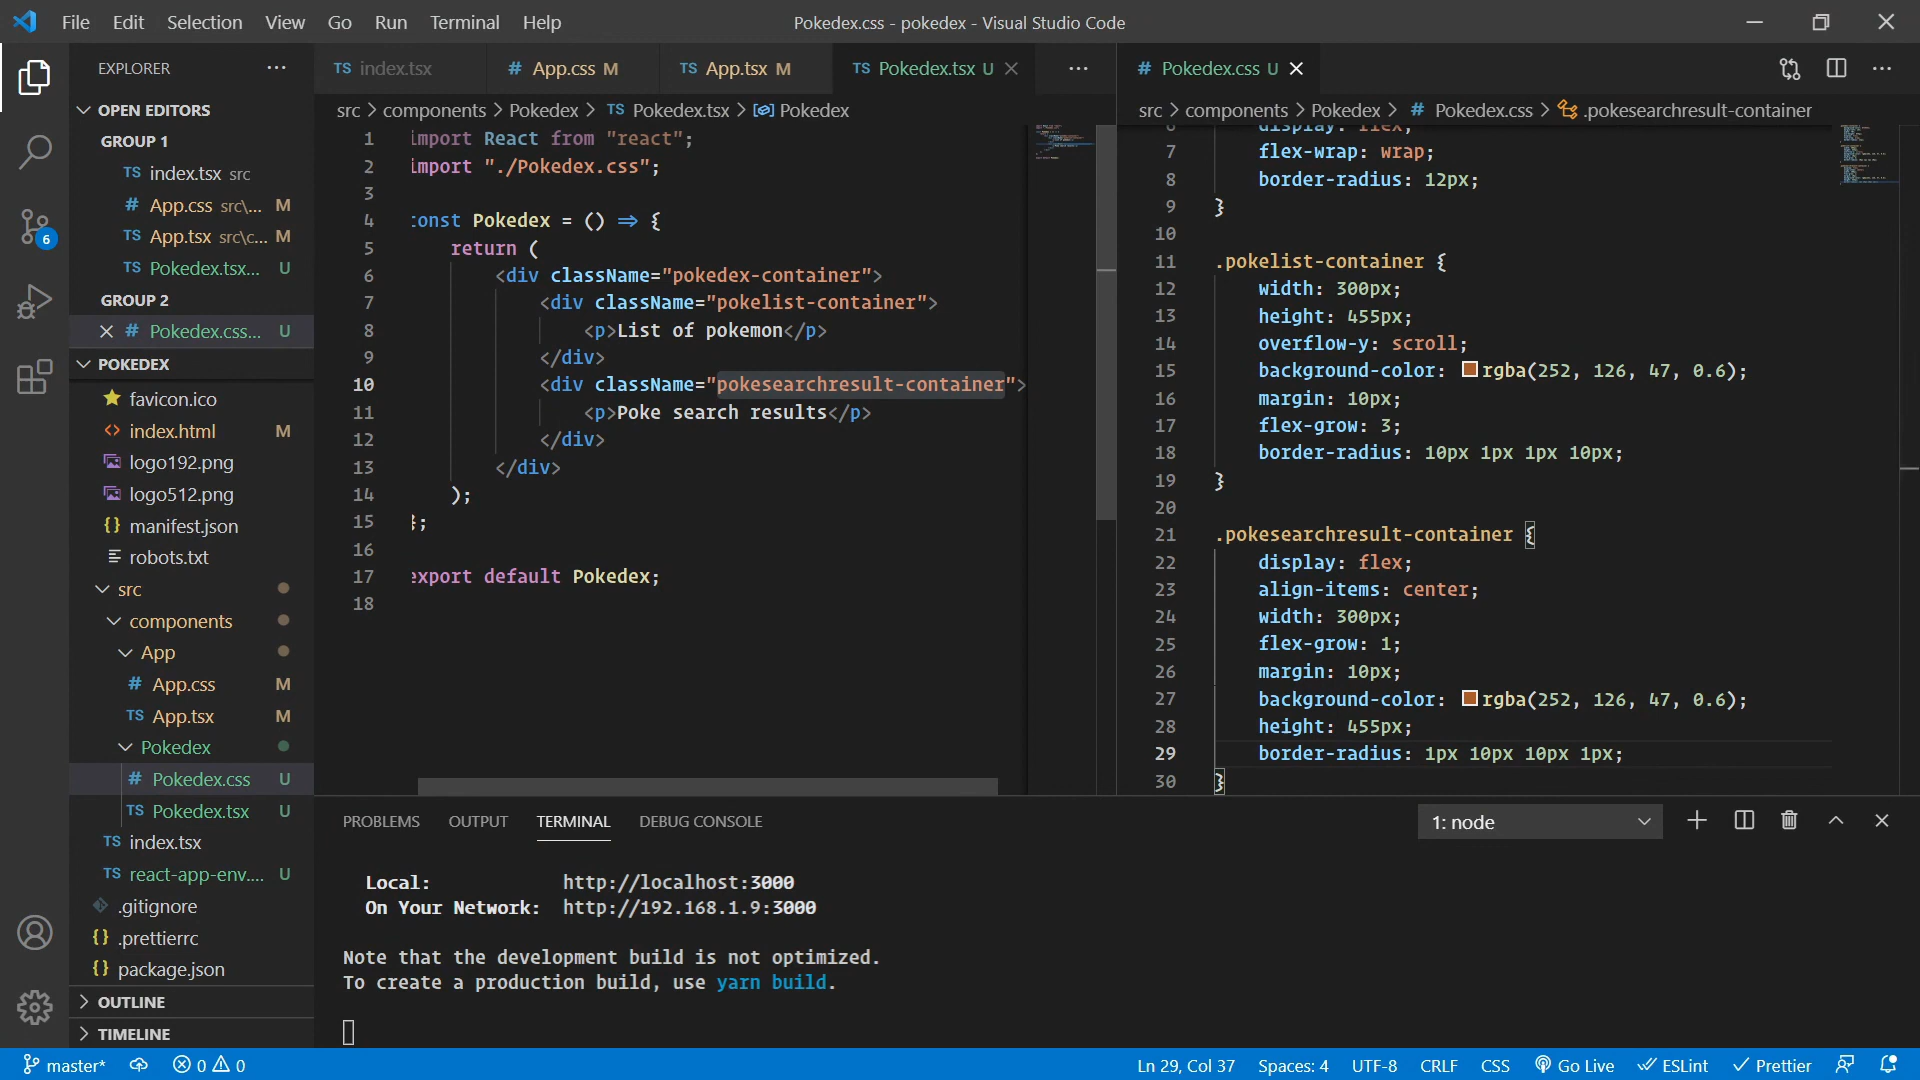 File Edit Selection View Go Run Terminal Help
Pokedex.css - pokedex - Visual Studio Code
EXPLORER
OPEN EDITORS
GROUP 1
TS index.tsx src
# App.css src\... M
TS App.tsx src\c... M
TS Pokedex.tsx... U
GROUP 2
# Pokedex.css... U
POKEDEX
favicon.ico
<> index.html M
logo192.png
logo512.png
{} manifest.json
robots.txt
src
components
App
# App.css M
TS App.tsx M
Pokedex
# Pokedex.css U
TS Pokedex.tsx U
TS index.tsx
TS react-app-env.... U
.gitignore
{} .prettierrc
{} package.json
OUTLINE
TIMELINE
6
TS index.tsx # App.css M TS App.tsx M TS Pokedex.tsx U
src > components > Pokedex > TS Pokedex.tsx > Pokedex
1 import React from "react";
2 import "./Pokedex.css";
3
4 const Pokedex = () => {
5 return (
6 <div className="pokedex-container">
7 <div className="pokelist-container">
8 <p>List of pokemon</p>
9 </div>
10 <div className="pokesearchresult-container">
11 <p>Poke search results</p>
12 </div>
13 </div>
14 );
15 };
16
17 export default Pokedex;
18
# Pokedex.css U
src > components > Pokedex > # Pokedex.css > .pokesearchresult-container
6 display: flex;
7 flex-wrap: wrap;
8 border-radius: 12px;
9 }
10
11 .pokelist-container {
12 width: 300px;
13 height: 455px;
14 overflow-y: scroll;
15 background-color: rgba(252, 126, 47, 0.6);
16 margin: 10px;
17 flex-grow: 3;
18 border-radius: 10px 1px 1px 10px;
19 }
20
21 .pokesearchresult-container {
22 display: flex;
23 align-items: center;
24 width: 300px;
25 flex-grow: 1;
26 margin: 10px;
27 background-color: rgba(252, 126, 47, 0.6);
28 height: 455px;
29 border-radius: 1px 10px 10px 1px;
30 }
PROBLEMS OUTPUT TERMINAL DEBUG CONSOLE
1: node
Local: http://localhost:3000
On Your Network: http://192.168.1.9:3000
Note that the development build is not optimized.
To create a production build, use yarn build.
master* 0 0
Ln 29, Col 37 Spaces: 4 UTF-8 CRLF CSS Go Live ESLint Prettier